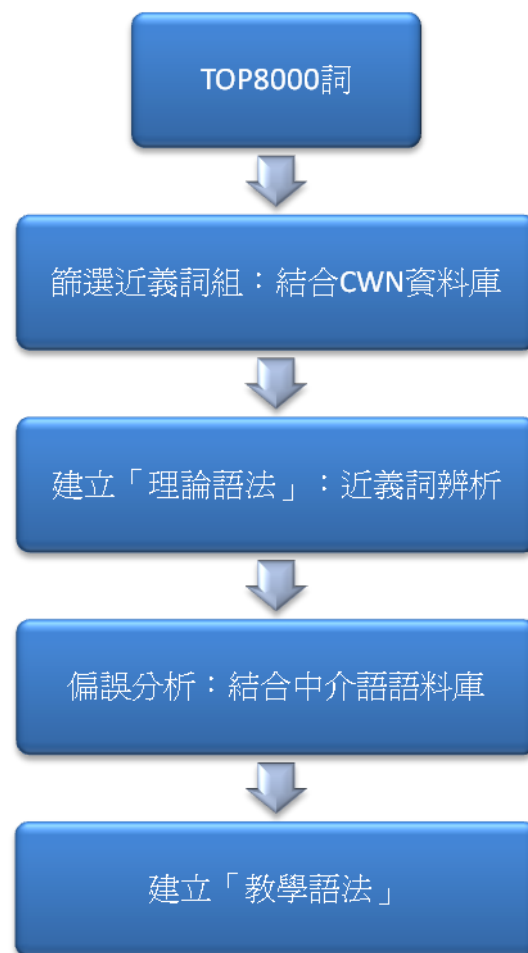 TOP8000詞
篩選近義詞組：結合CWN資料庫
建立「理論語法」：近義詞辨析
偏誤分析：結合中介語語料庫
建立「教學語法」